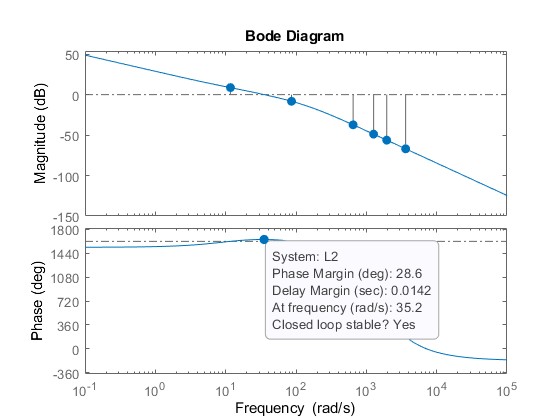 Bode Diagram
50
0
-50
-100
-150
Magnitude (dB)
1800
1440
1080
720
360
0
-360
Phase (deg)
System: L2
Phase Margin (deg): 28.6
Delay Margin (sec): 0.0142
At frequency (rad/s): 35.2
Closed loop stable? Yes
10^-1 10^0 10^1 10^2 10^3 10^4 10^5
Frequency (rad/s)